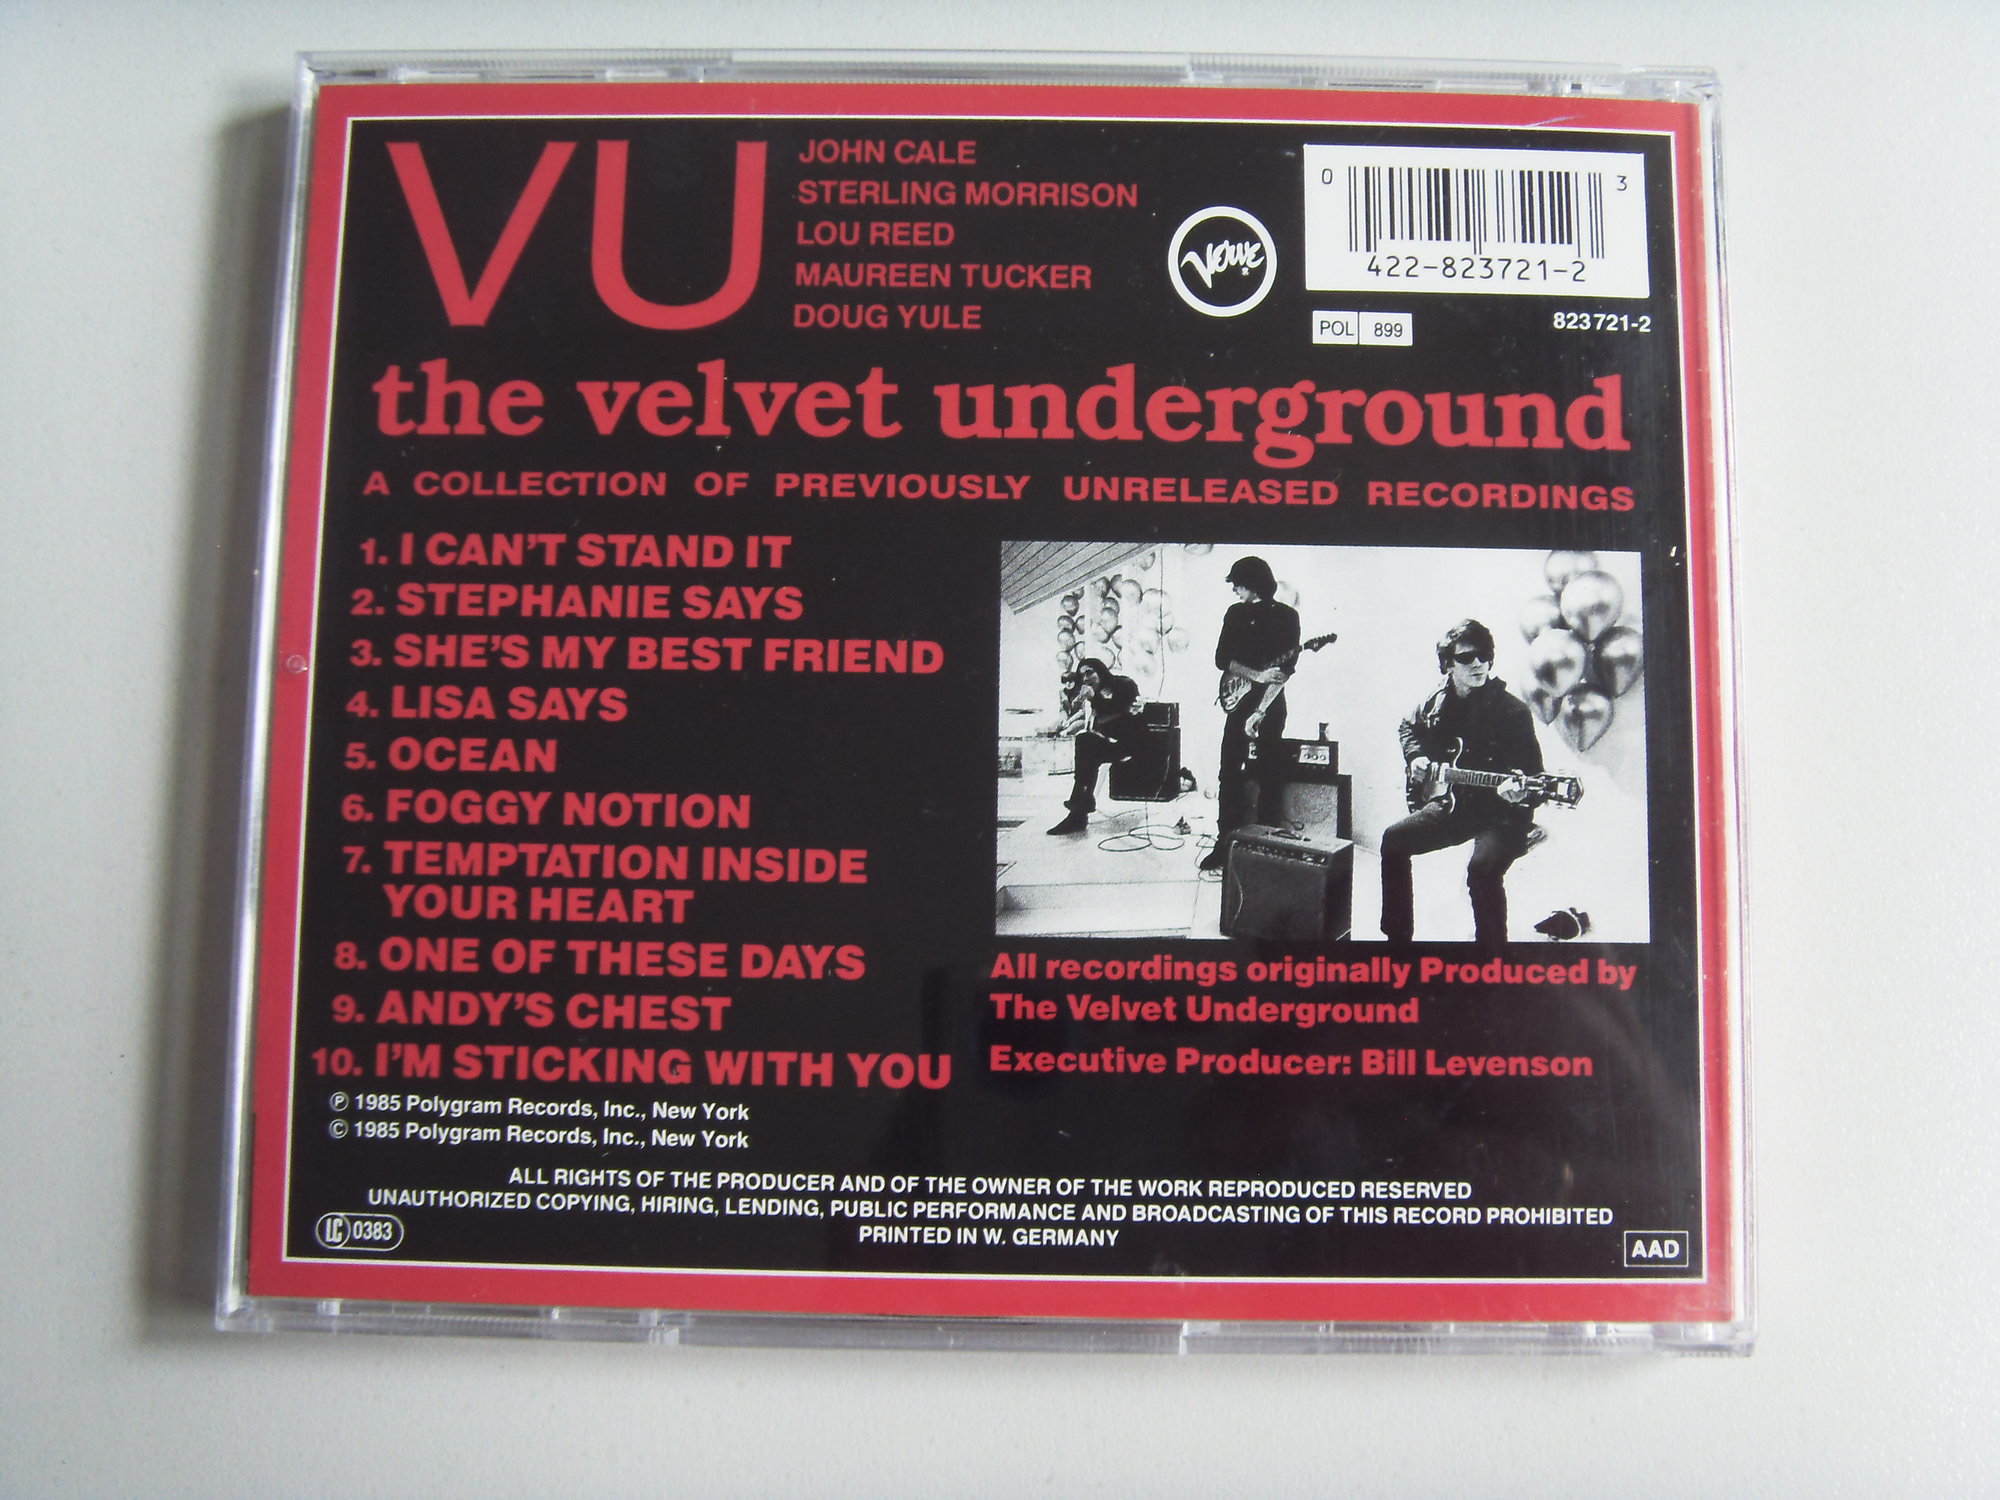 VU
JOHN CALE
STERLING MORRISON
LOU REED
MAUREEN TUCKER
DOUG YULE
VERVE
0 3
422-823721-2
POL 899
823 721-2
the velvet underground
A COLLECTION OF PREVIOUSLY UNRELEASED RECORDINGS
1. I CAN'T STAND IT
2. STEPHANIE SAYS
3. SHE'S MY BEST FRIEND
4. LISA SAYS
5. OCEAN
6. FOGGY NOTION
7. TEMPTATION INSIDE
YOUR HEART
8. ONE OF THESE DAYS
9. ANDY'S CHEST
10. I'M STICKING WITH YOU
All recordings originally Produced by
The Velvet Underground
Executive Producer: Bill Levenson
℗ 1985 Polygram Records, Inc., New York
© 1985 Polygram Records, Inc., New York
ALL RIGHTS OF THE PRODUCER AND OF THE OWNER OF THE WORK REPRODUCED RESERVED
UNAUTHORIZED COPYING, HIRING, LENDING, PUBLIC PERFORMANCE AND BROADCASTING OF THIS RECORD PROHIBITED
PRINTED IN W. GERMANY
LC 0383
AAD